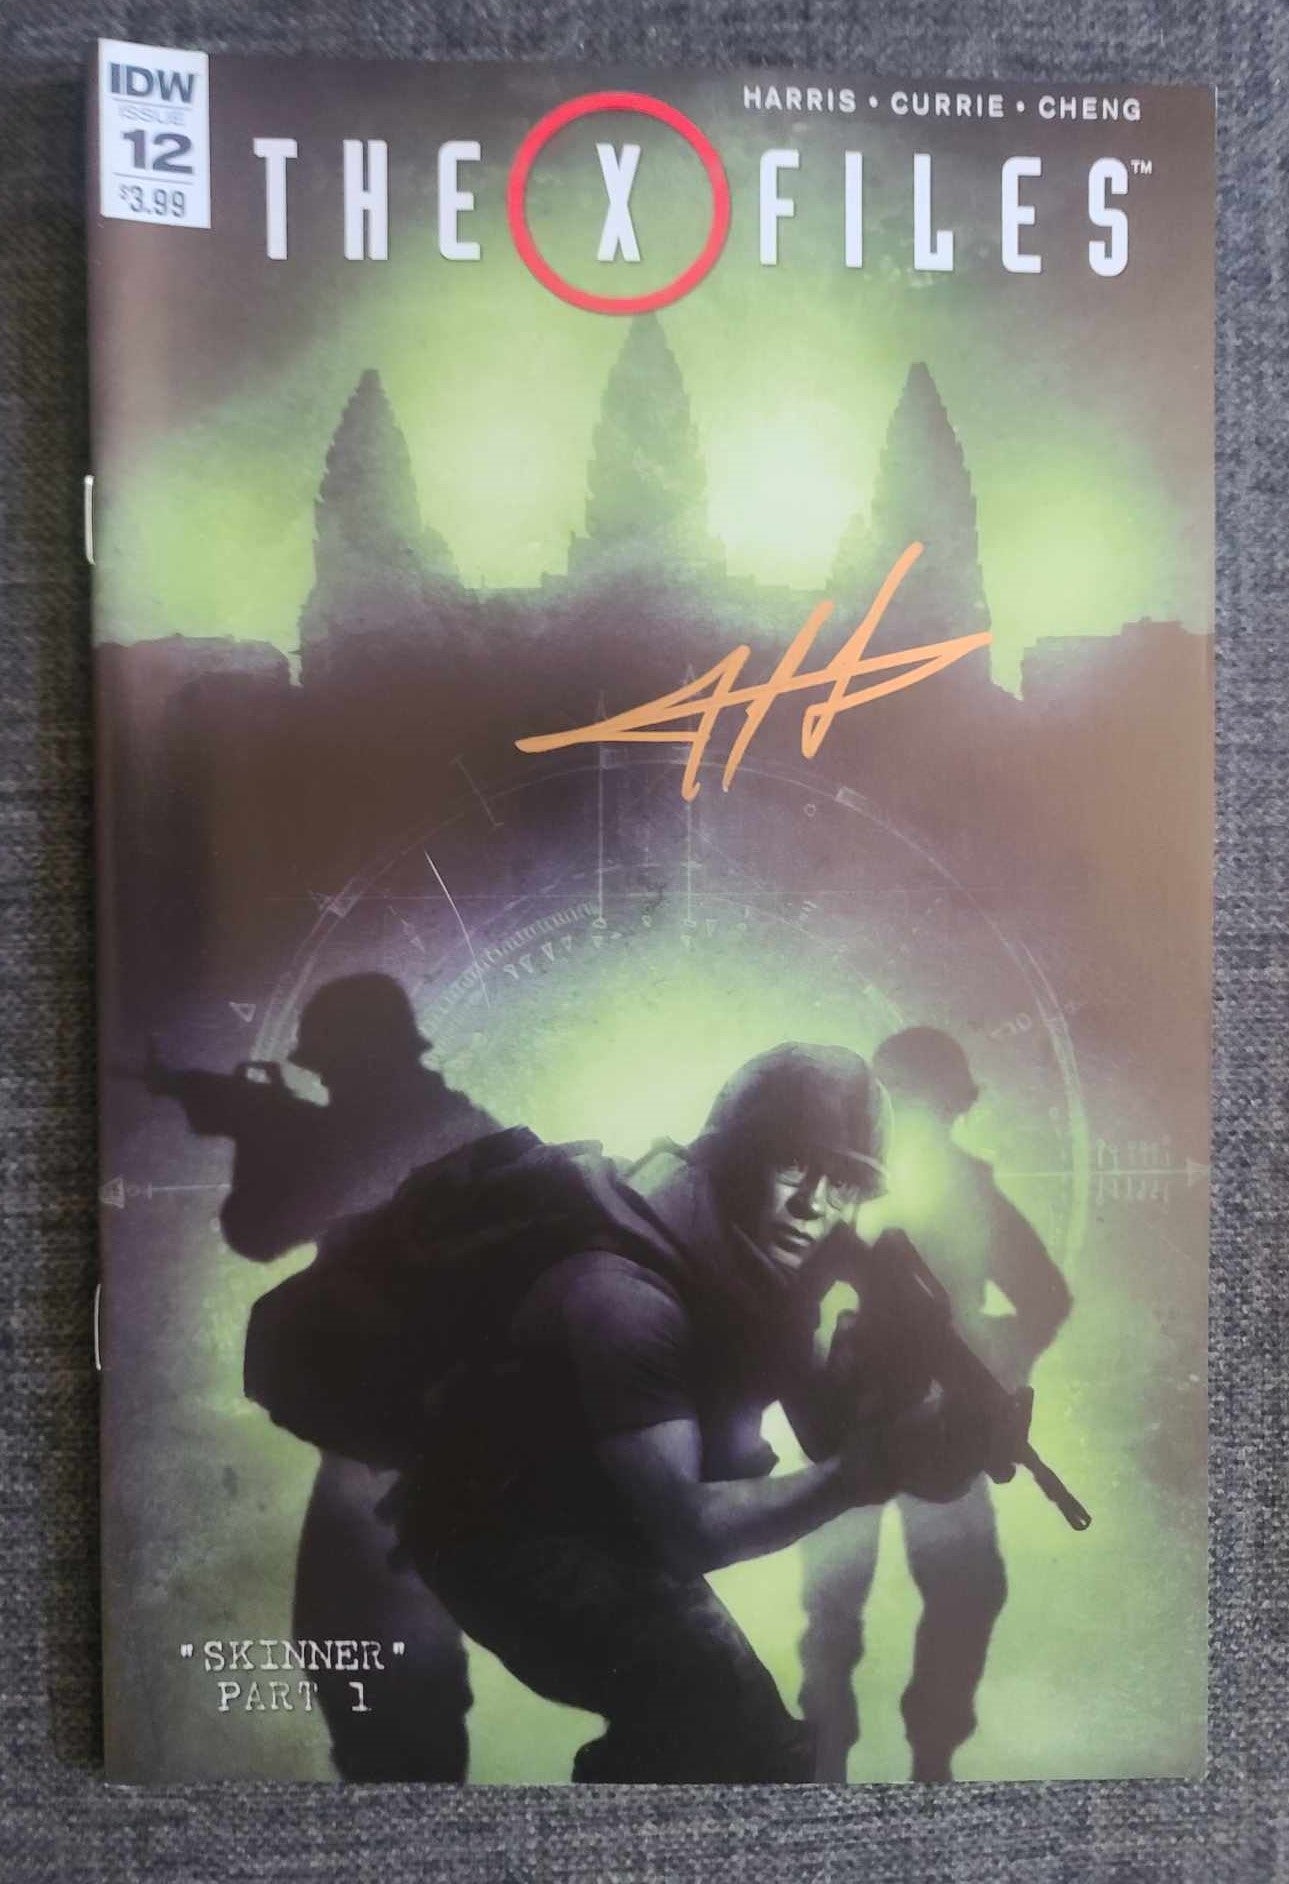 IDW
ISSUE
12
$3.99
HARRIS • CURRIE • CHENG
THE X FILES™
"SKINNER"
PART 1